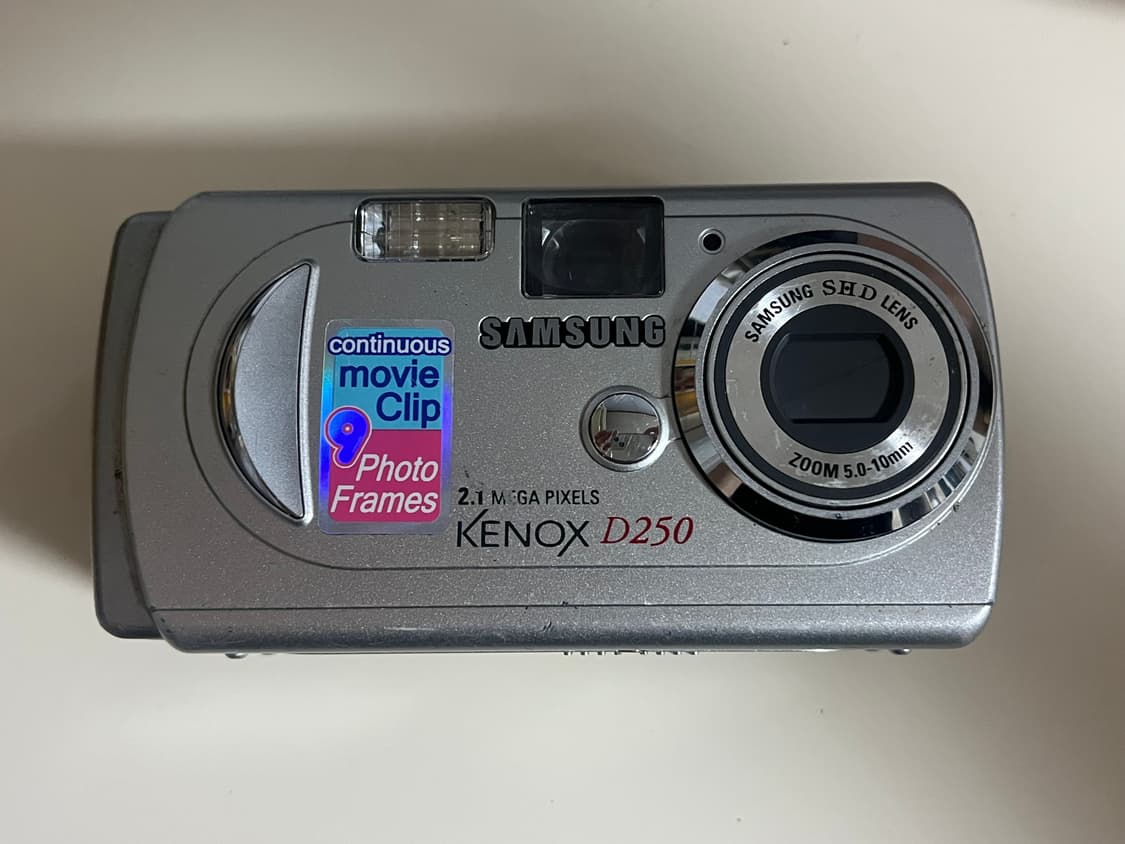 SAMSUNG SHD LENS
ZOOM 5.0-10mm
SAMSUNG
continuous
movie
Clip
9
Photo
Frames
2.1 MEGA PIXELS
KENOX D250